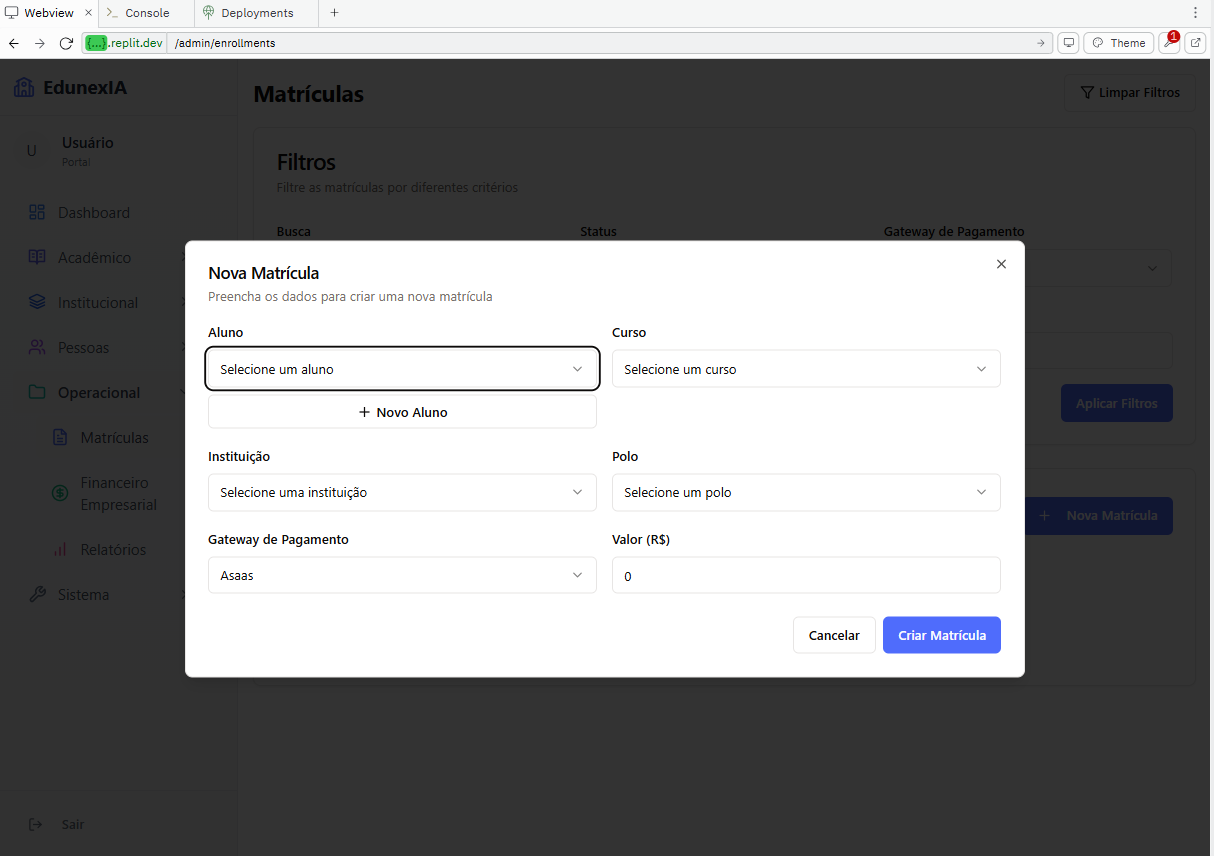 Webview
Console
Deployments
{...}.replit.dev /admin/enrollments
Theme
1
EdunexIA
Matrículas
Limpar Filtros
U
Usuário
Portal
Filtros
Filtre as matrículas por diferentes critérios
Dashboard
Acadêmico
Institucional
Pessoas
Operacional
Matrículas
Financeiro
Empresarial
Relatórios
Sistema
Sair
Busca
Status
Gateway de Pagamento
Aplicar Filtros
Nova Matricula
Nova Matrícula
Preencha os dados para criar uma nova matrícula
Aluno
Curso
Selecione um aluno
Selecione um curso
Novo Aluno
Instituição
Polo
Selecione uma instituição
Selecione um polo
Gateway de Pagamento
Valor (R$)
Asaas
0
Cancelar
Criar Matrícula